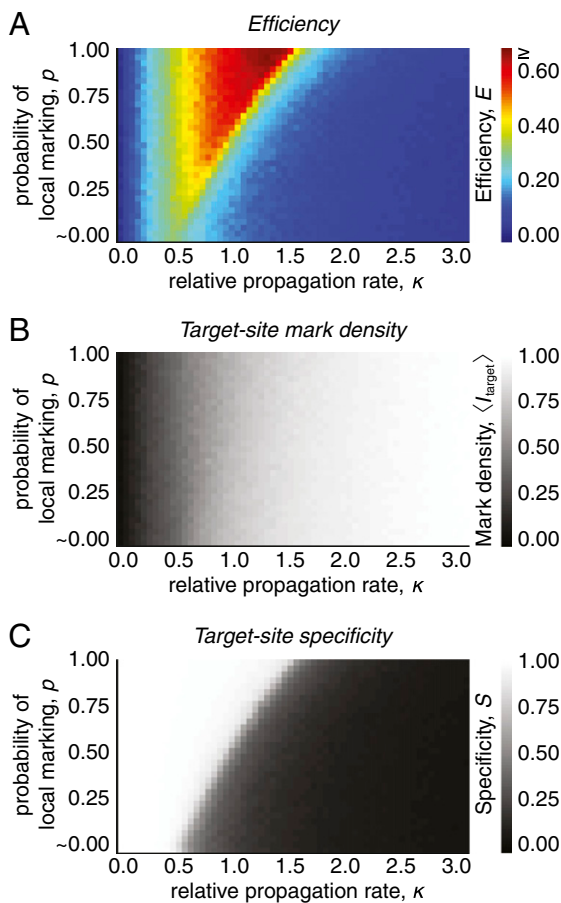 A
Efficiency
probability of
local marking, p
1.00
0.75
0.50
0.25
~0.00
0.0 0.5 1.0 1.5 2.0 2.5 3.0
relative propagation rate, κ
Efficiency, E
≥
0.60
0.40
0.20
0.00
B
Target-site mark density
probability of
local marking, p
1.00
0.75
0.50
0.25
~0.00
0.0 0.5 1.0 1.5 2.0 2.5 3.0
relative propagation rate, κ
Mark density, ⟨I_target⟩
1.00
0.75
0.50
0.25
0.00
C
Target-site specificity
probability of
local marking, p
1.00
0.75
0.50
0.25
~0.00
0.0 0.5 1.0 1.5 2.0 2.5 3.0
relative propagation rate, κ
Specificity, S
1.00
0.75
0.50
0.25
0.00